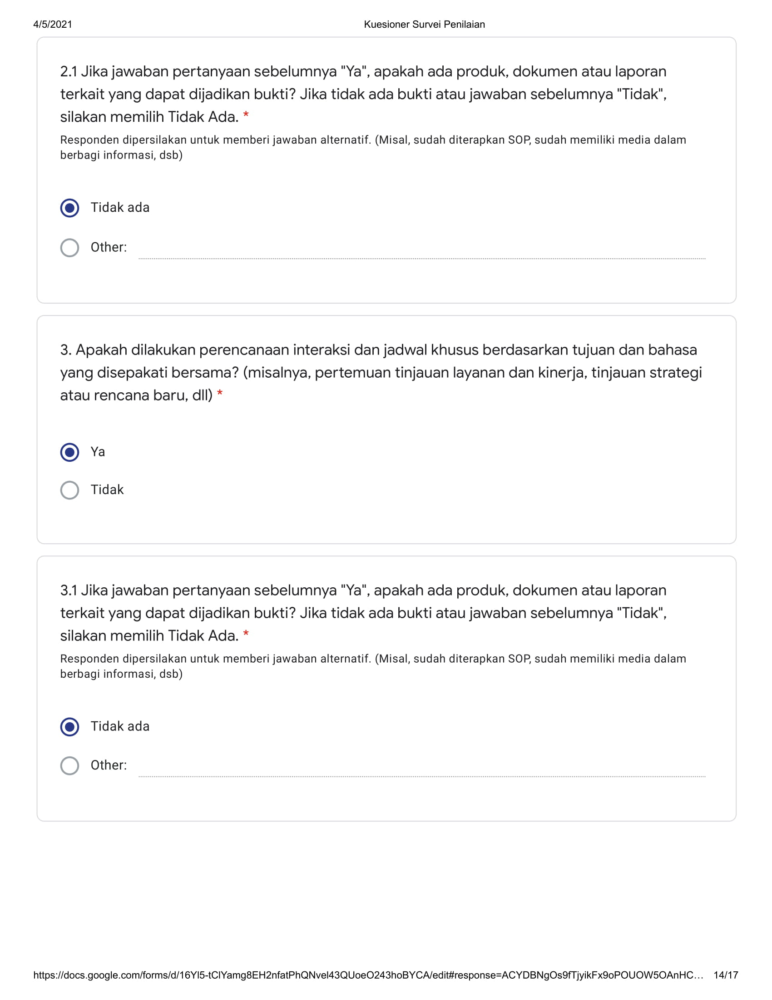 4/5/2021 Kuesioner Survei Penilaian
2.1 Jika jawaban pertanyaan sebelumnya "Ya", apakah ada produk, dokumen atau laporan
terkait yang dapat dijadikan bukti? Jika tidak ada bukti atau jawaban sebelumnya "Tidak",
silakan memilih Tidak Ada. *
Responden dipersilakan untuk memberi jawaban alternatif. (Misal, sudah diterapkan SOP, sudah memiliki media dalam
berbagi informasi, dsb)
Tidak ada
Other:
3. Apakah dilakukan perencanaan interaksi dan jadwal khusus berdasarkan tujuan dan bahasa
yang disepakati bersama? (misalnya, pertemuan tinjauan layanan dan kinerja, tinjauan strategi
atau rencana baru, dll) *
Ya
Tidak
3.1 Jika jawaban pertanyaan sebelumnya "Ya", apakah ada produk, dokumen atau laporan
terkait yang dapat dijadikan bukti? Jika tidak ada bukti atau jawaban sebelumnya "Tidak",
silakan memilih Tidak Ada. *
Responden dipersilakan untuk memberi jawaban alternatif. (Misal, sudah diterapkan SOP, sudah memiliki media dalam
berbagi informasi, dsb)
Tidak ada
Other:
https://docs.google.com/forms/d/16Yl5-tClYamg8EH2nfatPhQNvel43QUoeO243hoBYCA/edit#response=ACYDBNgOs9fTjyikFx9oPOUOW5OAnHC… 14/17